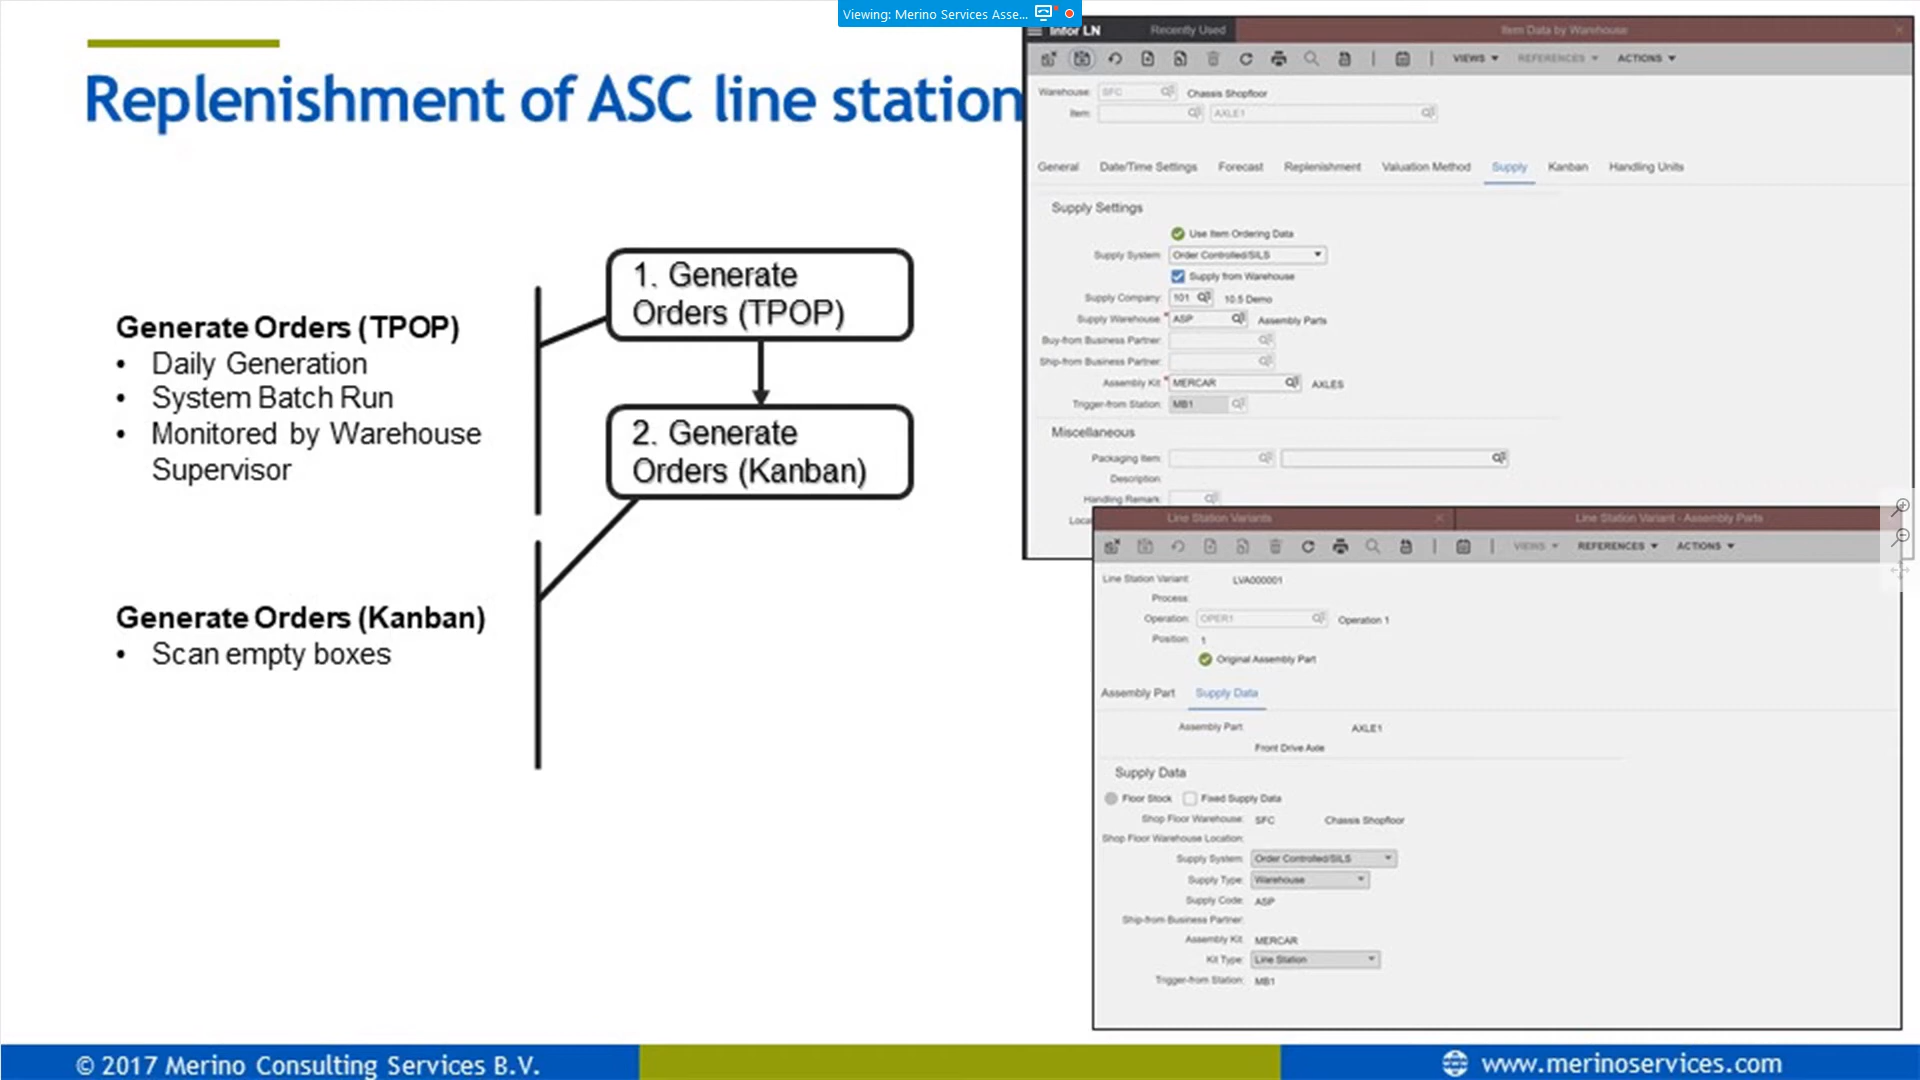 Viewing: Merino Services Asse...
Replenishment of ASC line station
Generate Orders (TPOP)
• Daily Generation
• System Batch Run
• Monitored by Warehouse
Supervisor
Generate Orders (Kanban)
• Scan empty boxes
1. Generate
Orders (TPOP)
2. Generate
Orders (Kanban)
Infor LN Recently Used Item Data by Warehouse
VIEWS REFERENCES ACTIONS
Warehouse: SFC Chassis Shopfloor
Item: AXLE1
General Date/Time Settings Forecast Replenishment Valuation Method Supply Kanban Handling Units
Supply Settings
Use Item Ordering Data
Supply System: Order Controlled/SILS
Supply from Warehouse
Supply Company: 101 10.5 Demo
Supply Warehouse:* ASP Assembly Parts
Buy-from Business Partner:
Ship-from Business Partner:
Assembly Kit:* MERCAR AXLES
Trigger-from Station: MB1
Miscellaneous
Packaging Item:
Description:
Handling Remark:
Loca
Line Station Variants Line Station Variant - Assembly Parts
VIEWS REFERENCES ACTIONS
Line Station Variant: LVA000001
Process:
Operation: OPER1 Operation 1
Position: 1
Original Assembly Part
Assembly Part Supply Data
Assembly Part: AXLE1
Front Drive Axle
Supply Data
Floor Stock Fixed Supply Data
Shop Floor Warehouse: SFC Chassis Shopfloor
Shop Floor Warehouse Location:
Supply System: Order Controlled/SILS
Supply Type: Warehouse
Supply Code: ASP
Ship-from Business Partner:
Assembly Kit: MERCAR
Kit Type: Line Station
Trigger-from Station: MB1
© 2017 Merino Consulting Services B.V.
www.merinoservices.com